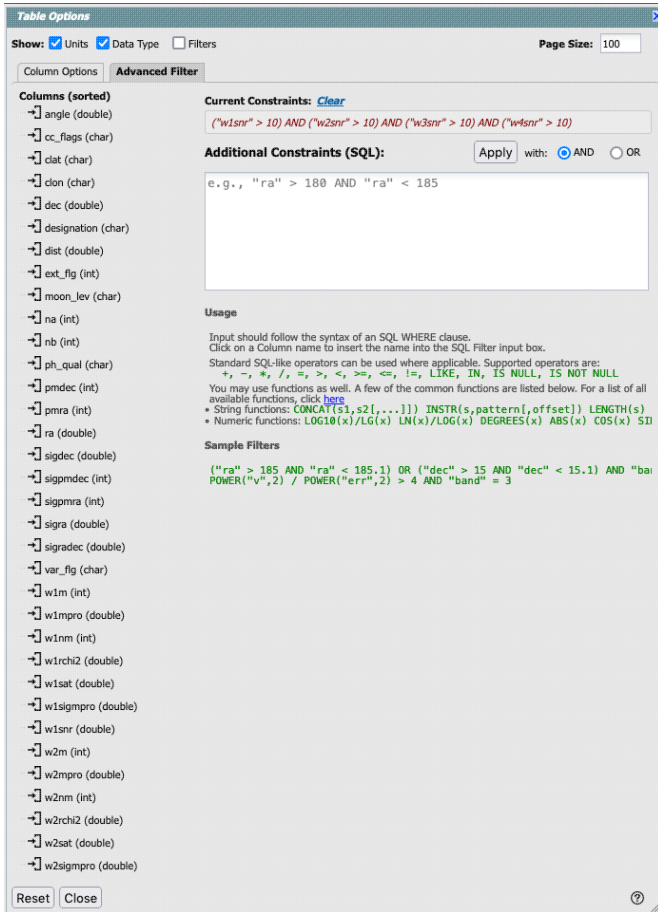 Table Options
Show: Units Data Type Filters Page Size: 100
Column Options Advanced Filter
Columns (sorted)
angle (double)
cc_flags (char)
clat (char)
clon (char)
dec (double)
designation (char)
dist (double)
ext_flg (int)
moon_lev (char)
na (int)
nb (int)
ph_qual (char)
pmdec (int)
pmra (int)
ra (double)
sigdec (double)
sigpmdec (int)
sigpmra (int)
sigra (double)
sigradec (double)
var_flg (char)
w1m (int)
w1mpro (double)
w1nm (int)
w1rchi2 (double)
w1sat (double)
w1sigmpro (double)
w1snr (double)
w2m (int)
w2mpro (double)
w2nm (int)
w2rchi2 (double)
w2sat (double)
w2sigmpro (double)
Current Constraints: Clear
("w1snr" > 10) AND ("w2snr" > 10) AND ("w3snr" > 10) AND ("w4snr" > 10)
Additional Constraints (SQL): Apply with: AND OR
e.g., "ra" > 180 AND "ra" < 185
Usage
Input should follow the syntax of an SQL WHERE clause.
Click on a Column name to insert the name into the SQL Filter input box.
Standard SQL-like operators can be used where applicable. Supported operators are:
+, -, *, /, =, >, <, >=, <=, !=, LIKE, IN, IS NULL, IS NOT NULL
You may use functions as well. A few of the common functions are listed below. For a list of all
available functions, click here
• String functions: CONCAT(s1,s2[,...]]) INSTR(s,pattern[,offset]) LENGTH(s)
• Numeric functions: LOG10(x)/LG(x) LN(x)/LOG(x) DEGREES(x) ABS(x) COS(x)
Sample Filters
("ra" > 185 AND "ra" < 185.1) OR ("dec" > 15 AND "dec" < 15.1) AND
POWER("v",2) / POWER("err",2) > 4 AND "band" = 3
Reset Close